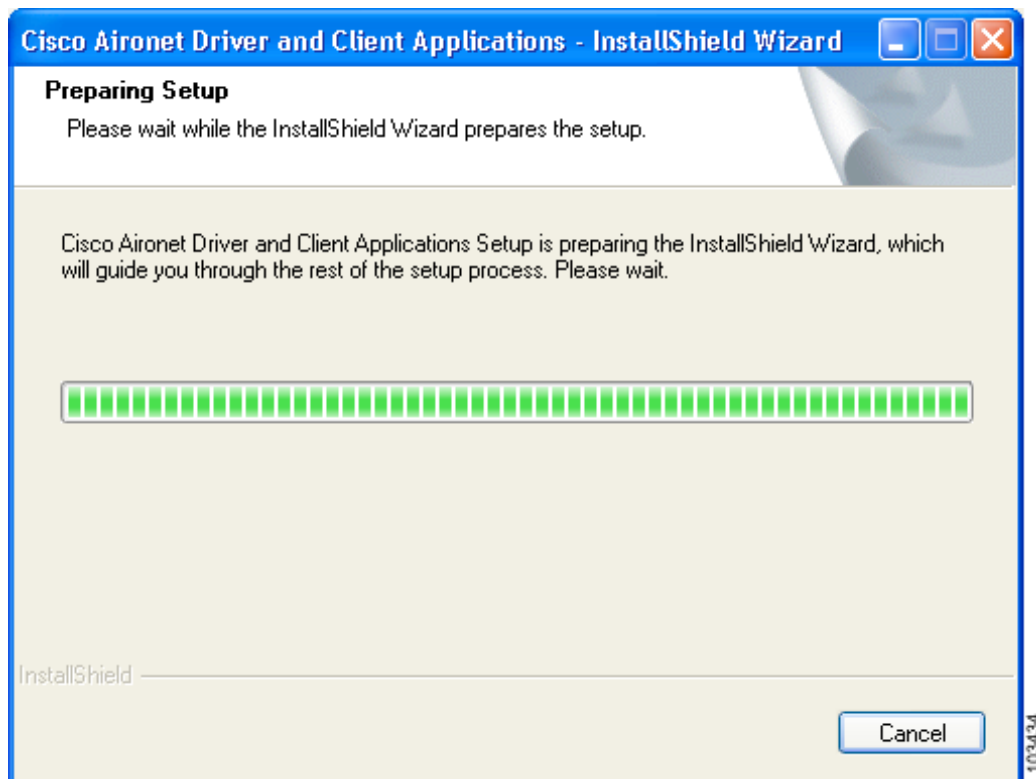 Cisco Aironet Driver and Client Applications - InstallShield Wizard
Preparing Setup
Please wait while the InstallShield Wizard prepares the setup.
Cisco Aironet Driver and Client Applications Setup is preparing the InstallShield Wizard, which
will guide you through the rest of the setup process. Please wait.
InstallShield
Cancel
103434